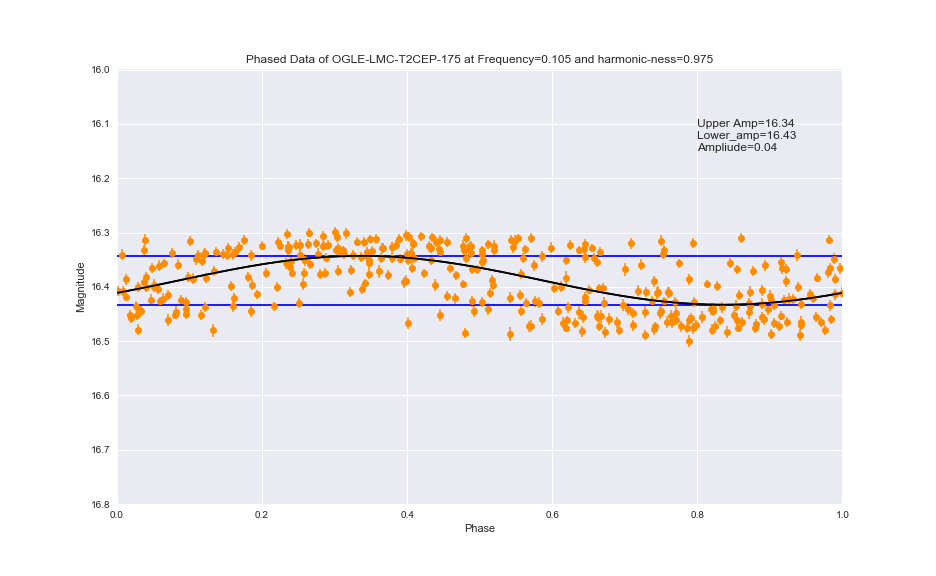 Phased Data of OGLE-LMC-T2CEP-175 at Frequency=0.105 and harmonic-ness=0.975
16.0
16.1
16.2
16.3
16.4
16.5
16.6
16.7
16.8
Magnitude
Upper Amp=16.34
Lower_amp=16.43
Ampliude=0.04
0.0
0.2
0.4
0.6
0.8
1.0
Phase